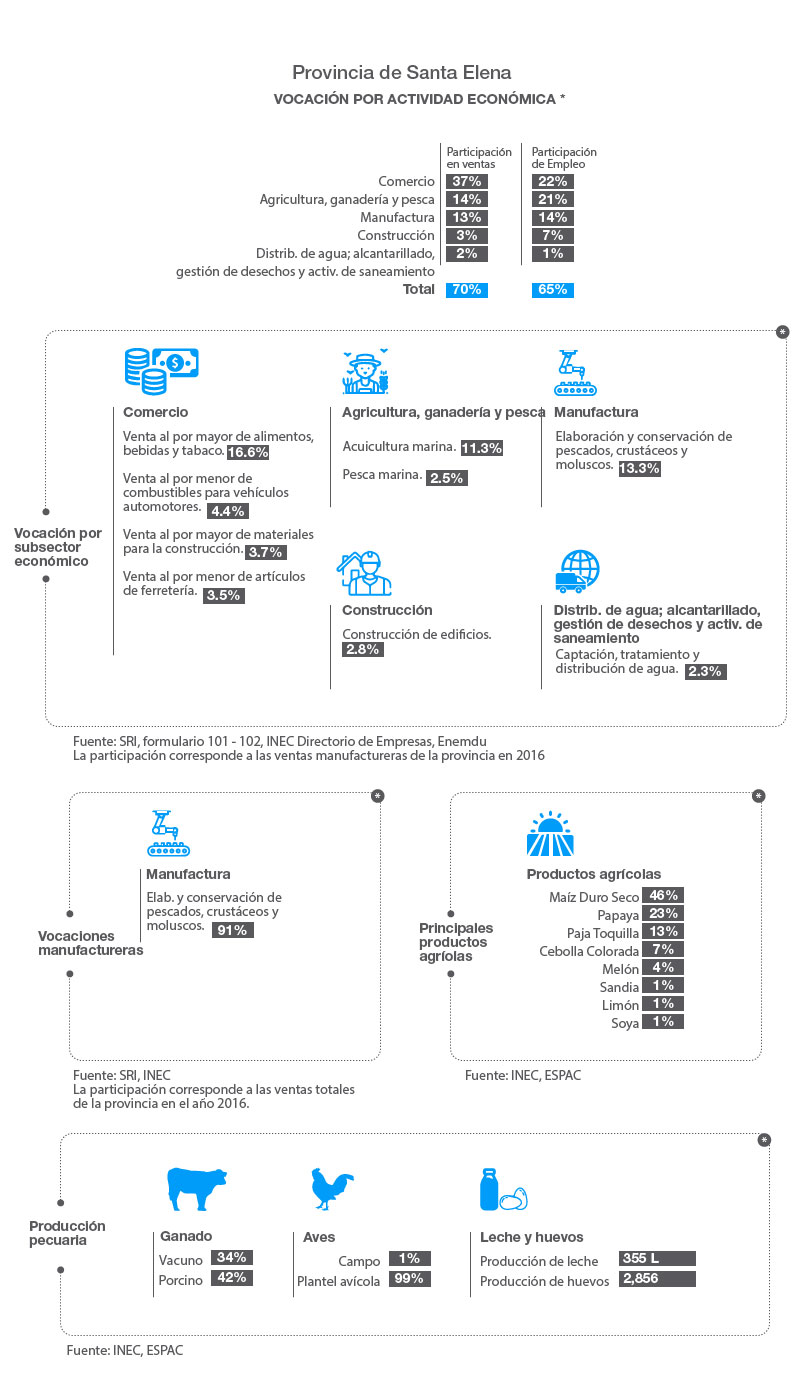 Provincia de Santa Elena
VOCACIÓN POR ACTIVIDAD ECONÓMICA *
Participación
en ventas
Participación
de Empleo
Comercio 37% 22%
Agricultura, ganadería y pesca 14% 21%
Manufactura 13% 14%
Construcción 3% 7%
Distrib. de agua; alcantarillado, 2% 1%
gestión de desechos y activ. de saneamiento
Total 70% 65%
*
Vocación por
subsector
económico
Comercio
Venta al por mayor de alimentos,
bebidas y tabaco. 16.6%
Venta al por menor de
combustibles para vehículos
automotores. 4.4%
Venta al por mayor de materiales
para la construcción. 3.7%
Venta al por menor de artículos
de ferretería. 3.5%
Agricultura, ganadería y pesca
Acuicultura marina. 11.3%
Pesca marina. 2.5%
Manufactura
Elaboración y conservación de
pescados, crustáceos y
moluscos. 13.3%
Construcción
Construcción de edificios.
2.8%
Distrib. de agua; alcantarillado,
gestión de desechos y activ. de
saneamiento
Captación, tratamiento y
distribución de agua. 2.3%
Fuente: SRI, formulario 101 - 102, INEC Directorio de Empresas, Enemdu
La participación corresponde a las ventas manufactureras de la provincia en 2016
*
Vocaciones
manufactureras
Manufactura
Elab. y conservación de
pescados, crustáceos y
moluscos. 91%
Fuente: SRI, INEC
La participación corresponde a las ventas totales
de la provincia en el año 2016.
*
Principales
productos
agríolas
Productos agrícolas
Maíz Duro Seco 46%
Papaya 23%
Paja Toquilla 13%
Cebolla Colorada 7%
Melón 4%
Sandia 1%
Limón 1%
Soya 1%
Fuente: INEC, ESPAC
*
Producción
pecuaria
Ganado
Vacuno 34%
Porcino 42%
Aves
Campo 1%
Plantel avícola 99%
Leche y huevos
Producción de leche 355 L
Producción de huevos 2,856
Fuente: INEC, ESPAC